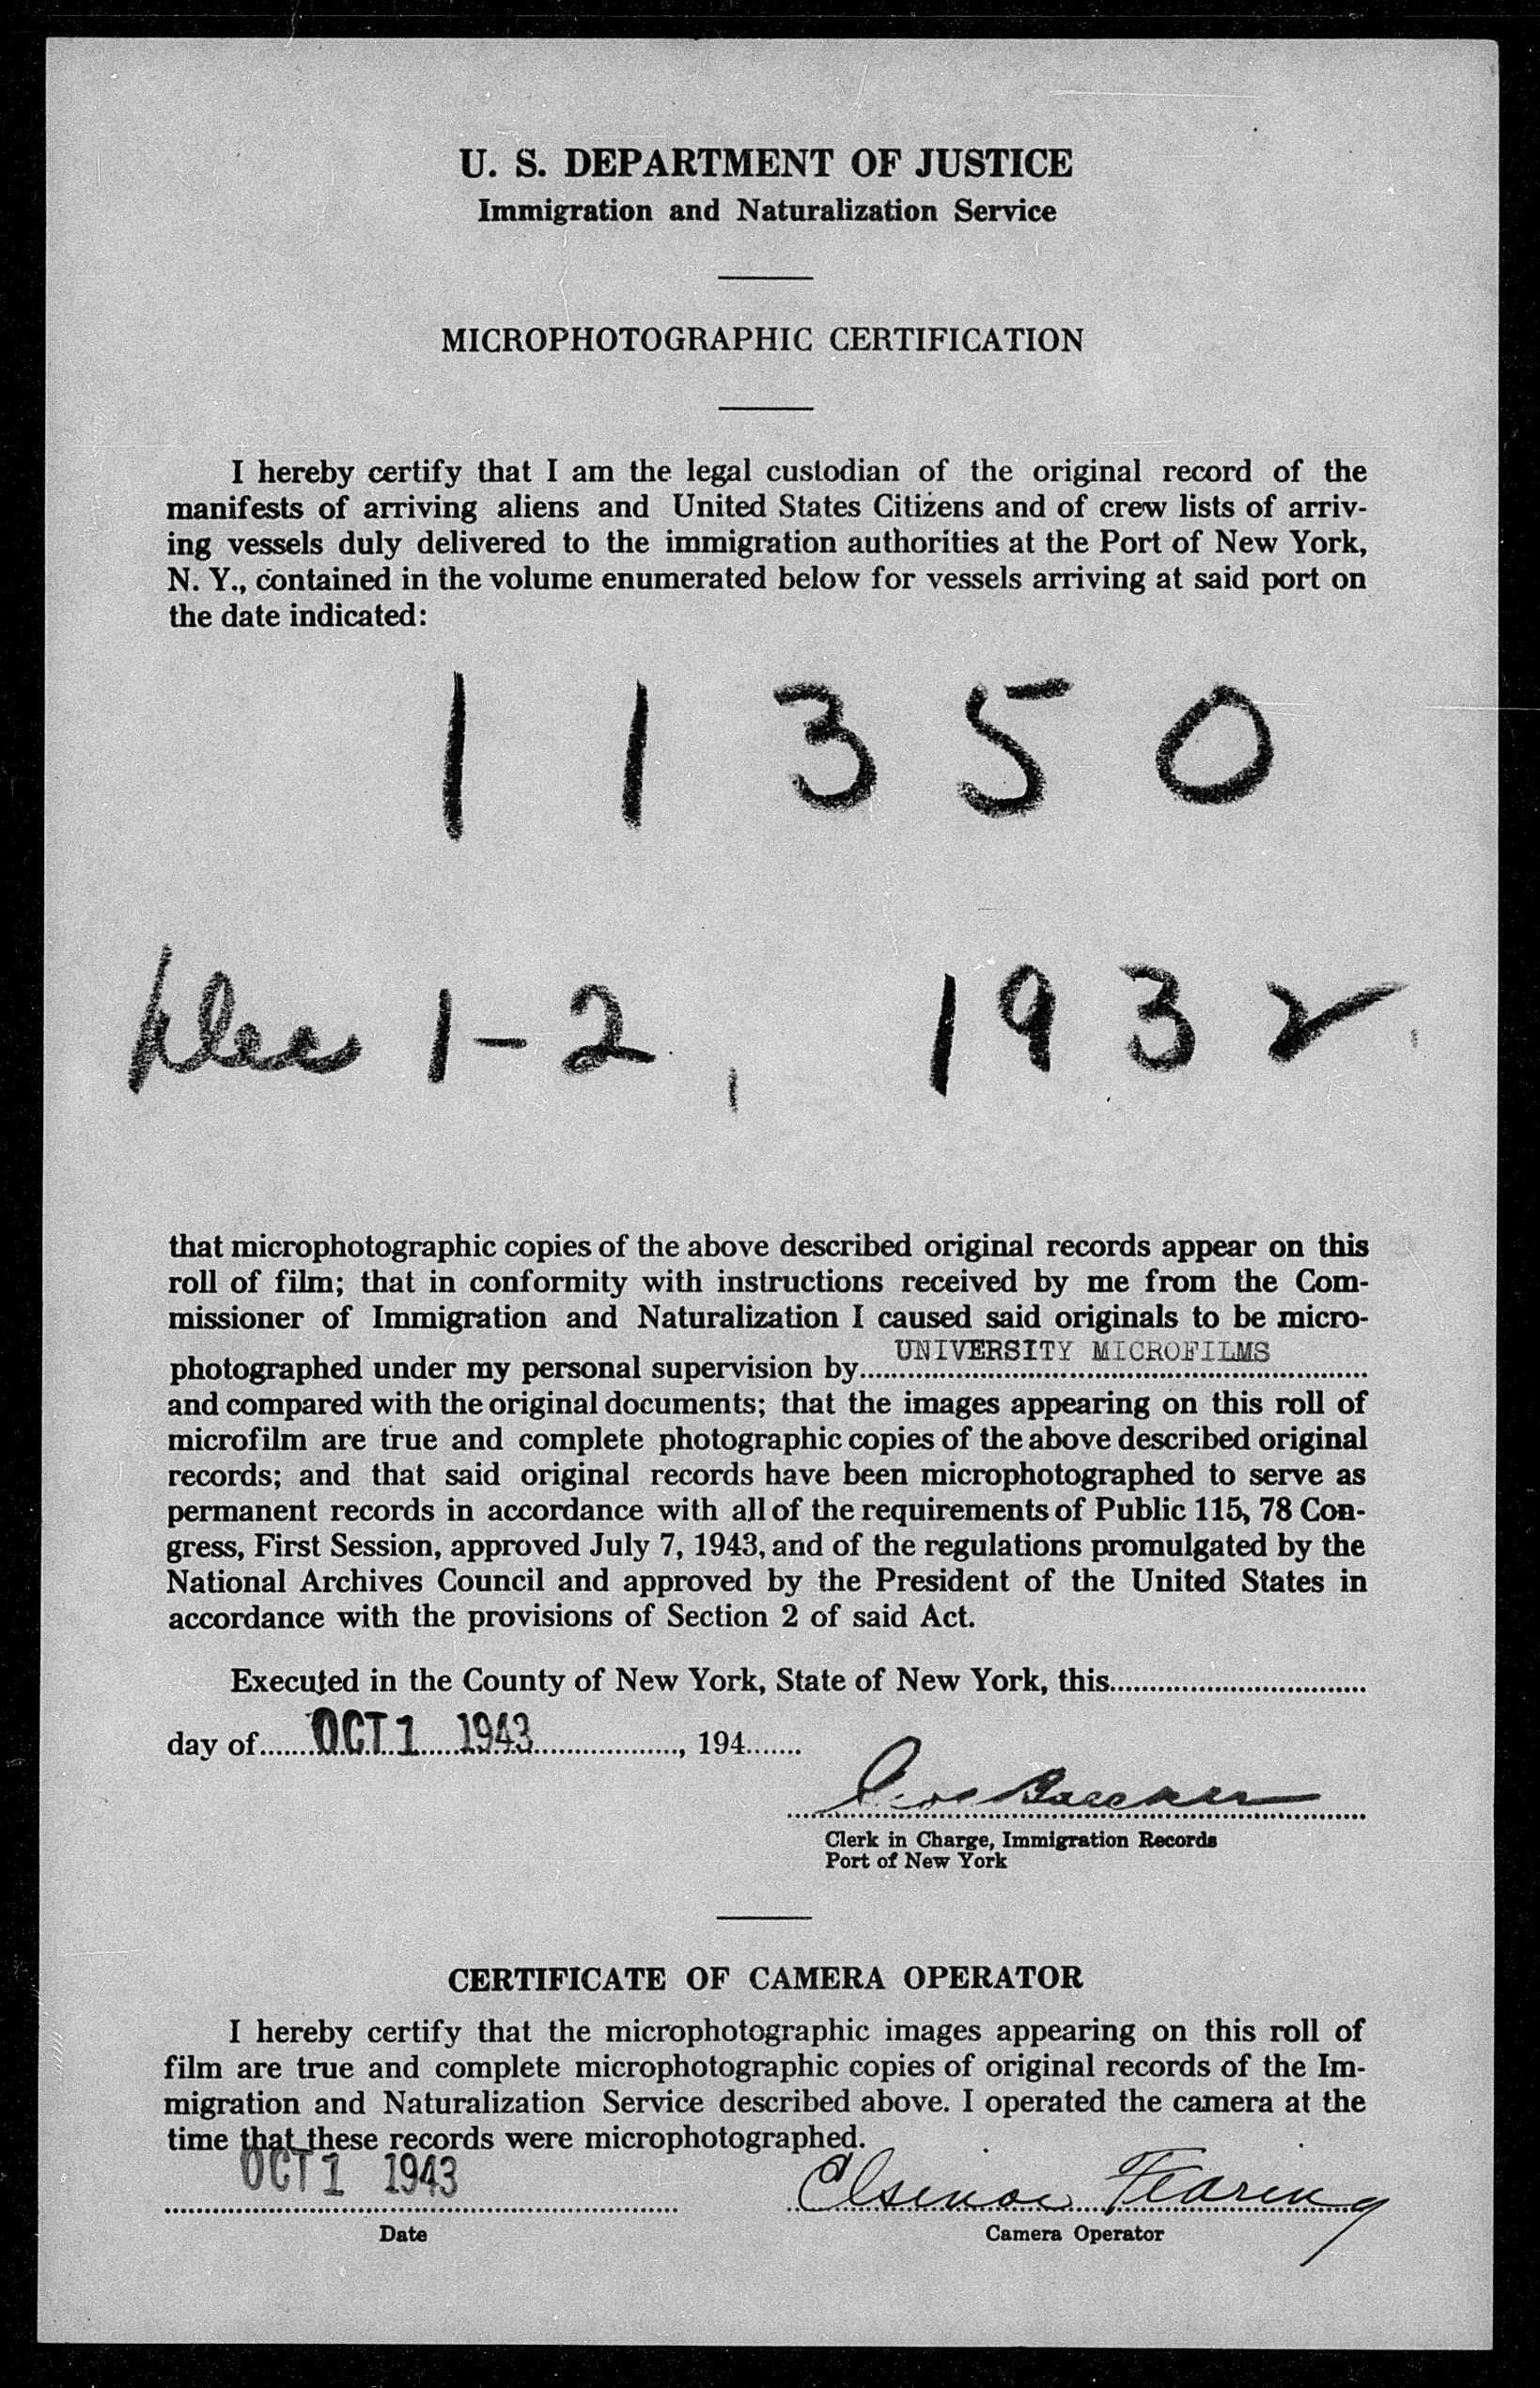 U. S. DEPARTMENT OF JUSTICE
Immigration and Naturalization Service
MICROPHOTOGRAPHIC CERTIFICATION
I hereby certify that I am the legal custodian of the original record of the
manifests of arriving aliens and United States Citizens and of crew lists of arriv-
ing vessels duly delivered to the immigration authorities at the Port of New York,
N. Y., contained in the volume enumerated below for vessels arriving at said port on
the date indicated:
11350
Dec 1-2, 1932
that microphotographic copies of the above described original records appear on this
roll of film; that in conformity with instructions received by me from the Com-
missioner of Immigration and Naturalization I caused said originals to be micro-
photographed under my personal supervision by UNIVERSITY MICROFILMS
and compared with the original documents; that the images appearing on this roll of
microfilm are true and complete photographic copies of the above described original
records; and that said original records have been microphotographed to serve as
permanent records in accordance with all of the requirements of Public 115, 78 Con-
gress, First Session, approved July 7, 1943, and of the regulations promulgated by the
National Archives Council and approved by the President of the United States in
accordance with the provisions of Section 2 of said Act.
Executed in the County of New York, State of New York, this
day of OCT 1 1943, 194
Clerk in Charge, Immigration Records
Port of New York
CERTIFICATE OF CAMERA OPERATOR
I hereby certify that the microphotographic images appearing on this roll of
film are true and complete microphotographic copies of original records of the Im-
migration and Naturalization Service described above. I operated the camera at the
time that these records were microphotographed.
OCT 1 1943 Fearing
Date Camera Operator